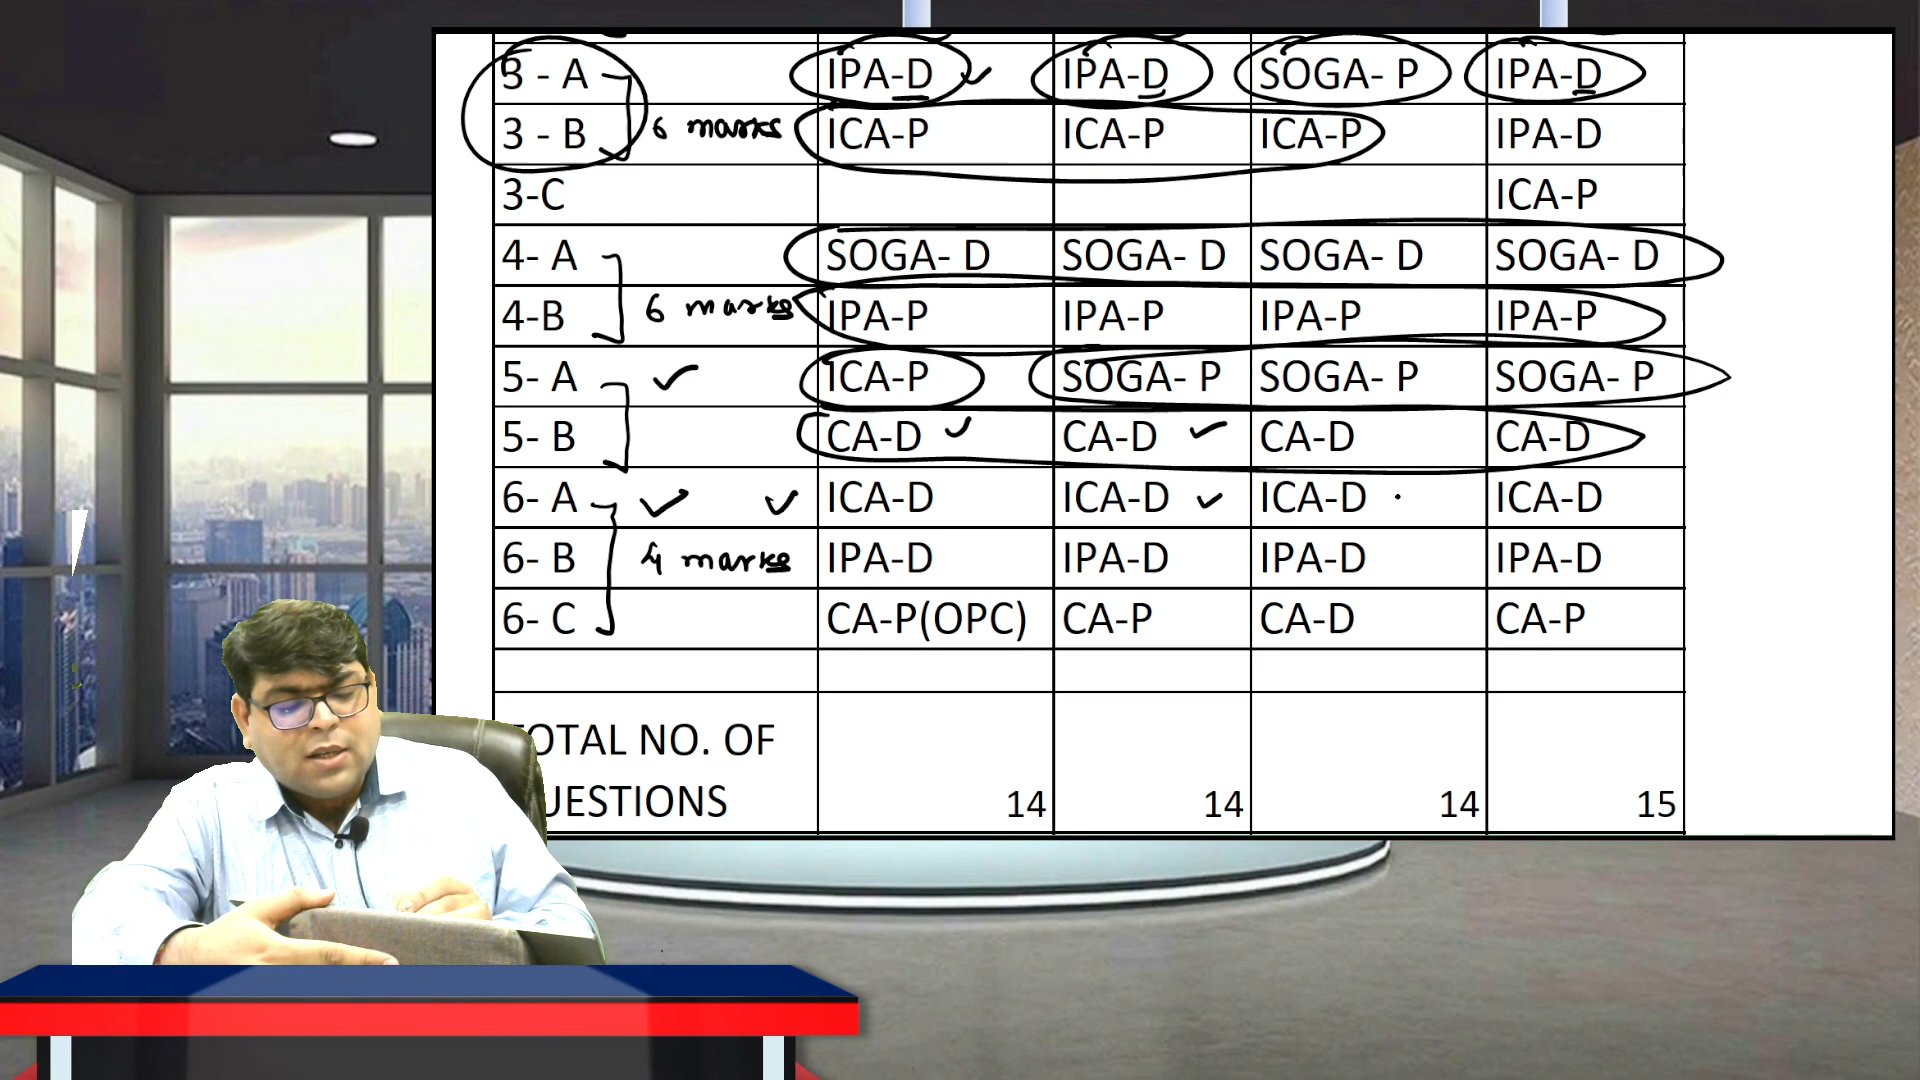 3 - A IPA-D IPA-D SOGA- P IPA-D
3 - B 6 marks ICA-P ICA-P ICA-P IPA-D
3-C ICA-P
4- A SOGA- D SOGA- D SOGA- D SOGA- D
4-B 6 marks IPA-P IPA-P IPA-P IPA-P
5- A ICA-P SOGA- P SOGA- P SOGA- P
5- B CA-D CA-D CA-D CA-D
6- A ICA-D ICA-D ICA-D ICA-D
6- B 4 marks IPA-D IPA-D IPA-D IPA-D
6- C CA-P(OPC) CA-P CA-D CA-P
OTAL NO. OF
UESTIONS 14 14 14 15